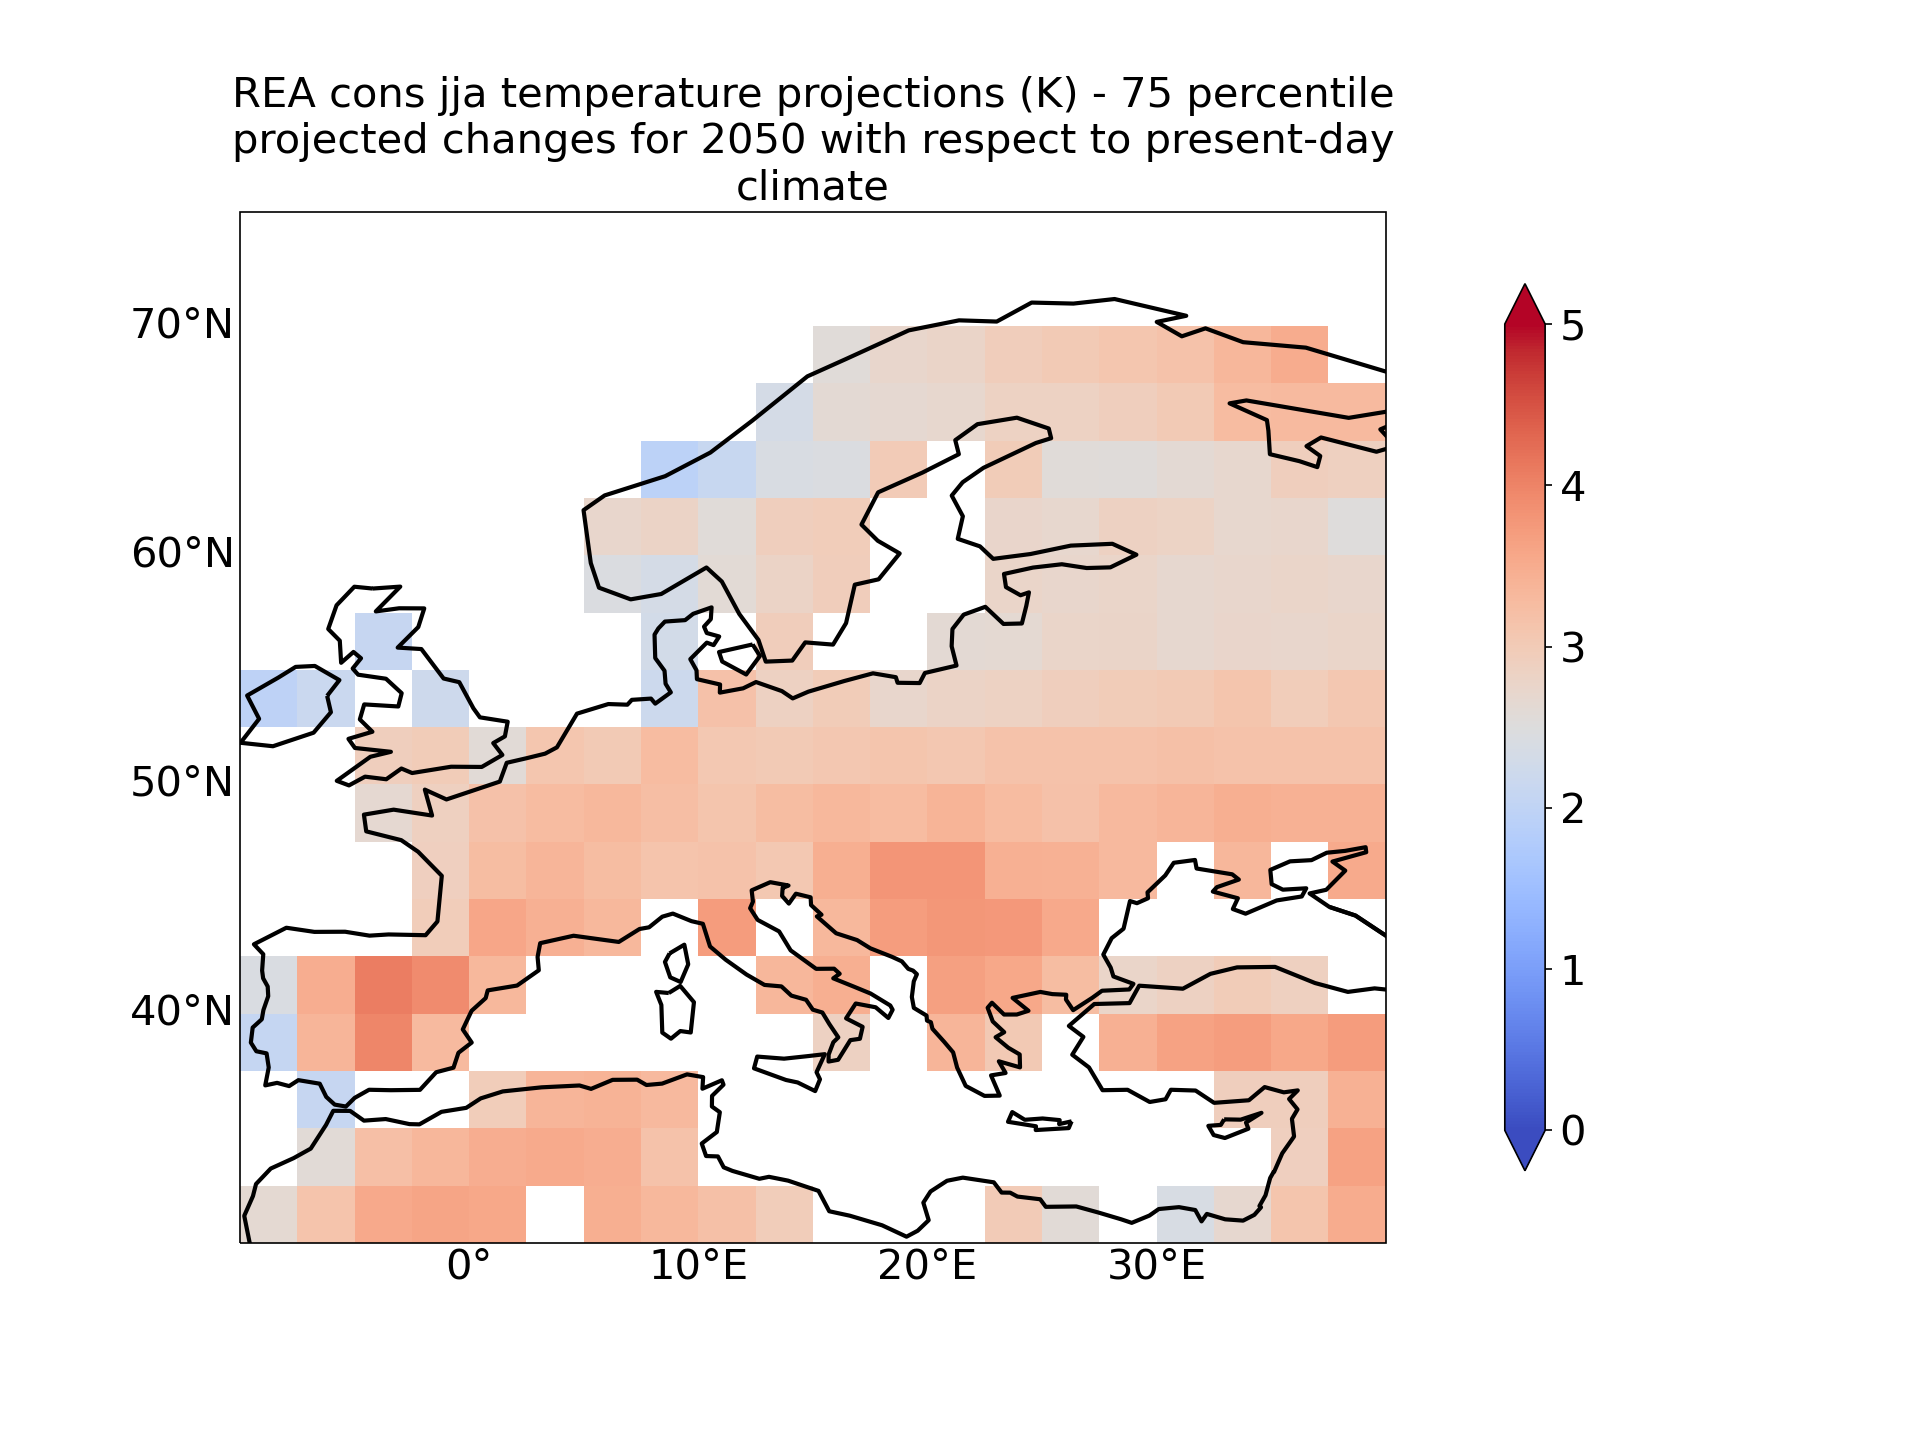 REA cons jja temperature projections (K) - 75 percentile
projected changes for 2050 with respect to present-day
climate
70°N
60°N
50°N
40°N
0°
10°E
20°E
30°E
5
4
3
2
1
0